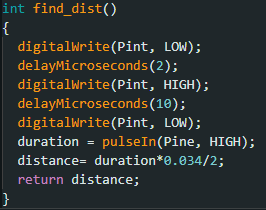 int find_dist()
{
  digitalWrite(Pint, LOW);
  delayMicroseconds(2);
  digitalWrite(Pint, HIGH);
  delayMicroseconds(10);
  digitalWrite(Pint, LOW);
  duration = pulseIn(Pine, HIGH);
  distance= duration*0.034/2;
  return distance;
}